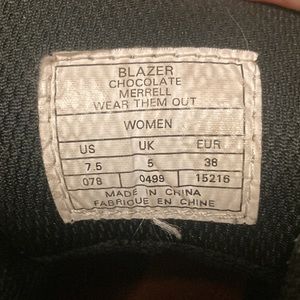 BLAZER
CHOCOLATE
MERRELL
WEAR THEM OUT
WOMEN
US UK EUR
7.5 5 38
078 0499 15216
MADE IN CHINA
FABRIQUE EN CHINE